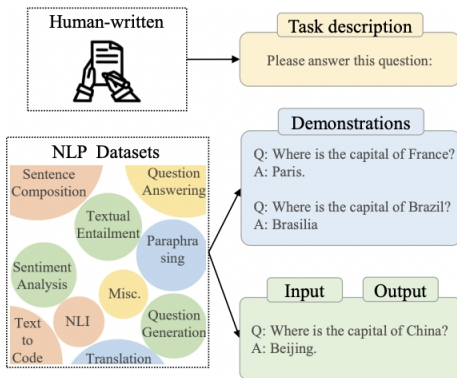 Human-written
Task description
Please answer this question:
NLP Datasets
Sentence
Composition
Question
Answering
Textual
Entailment
Paphra
sing
Sentiment
Analysis
Misc.
NLI
Question
Generation
Text
to
Code
Translation
Demonstrations
Q: Where is the capital of France?
A: Paris.
Q: Where is the capital of Brazil?
A: Brasilia
Input
Output
Q: Where is the capital of China?
A: Beijing.